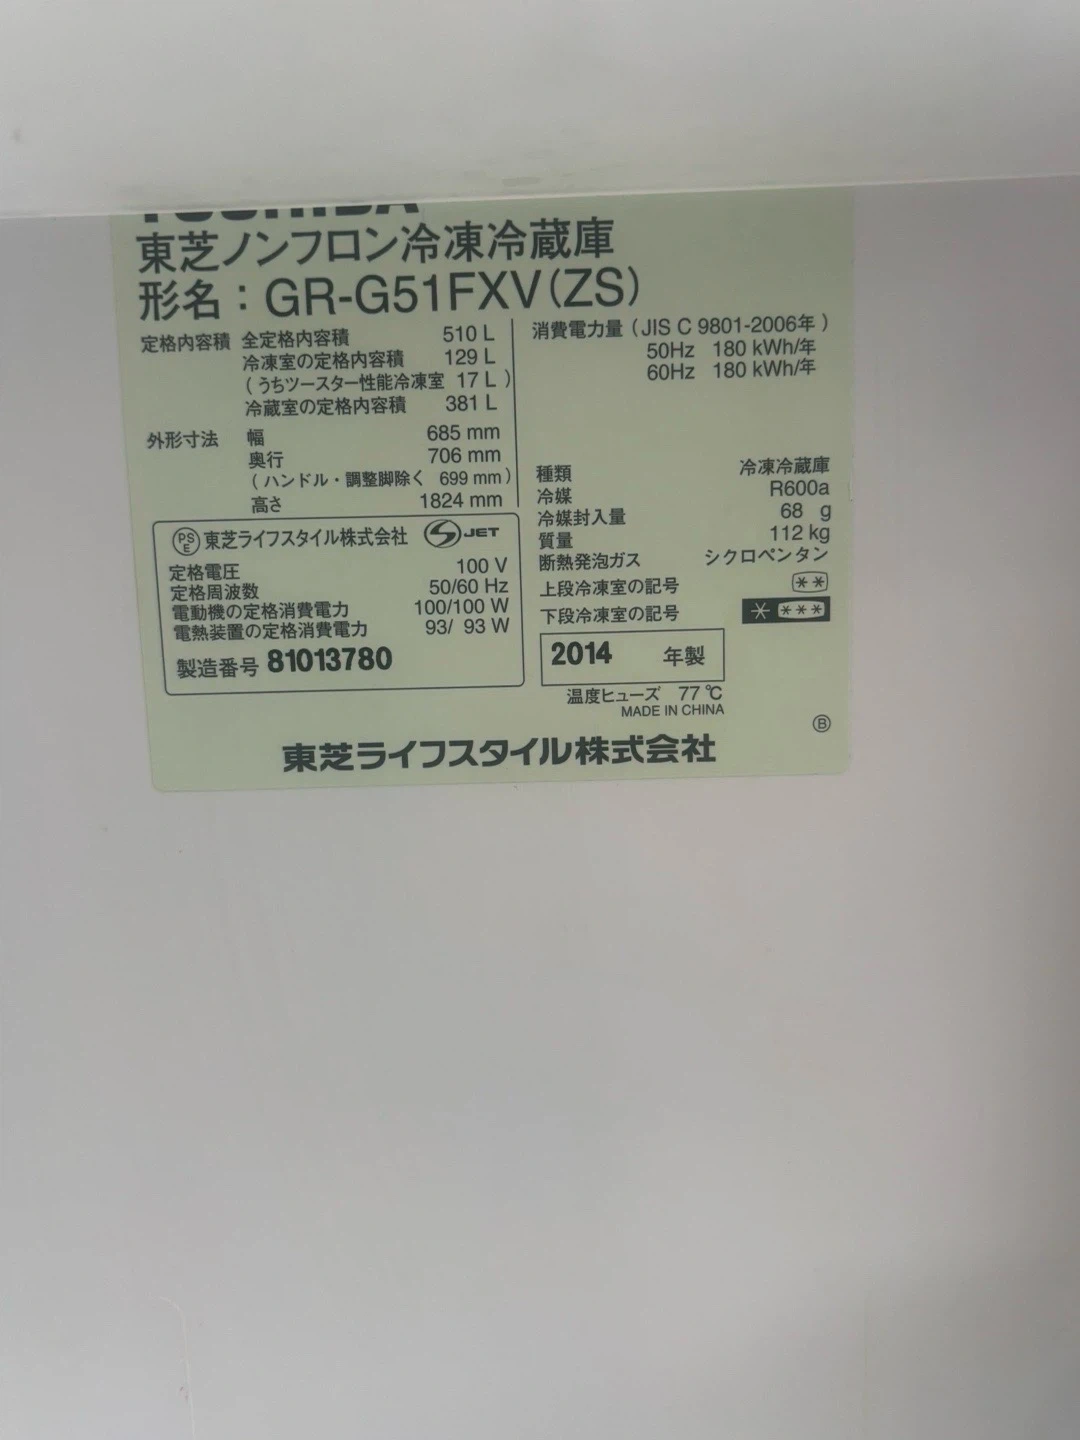 TOSHIBA
東芝ノンフロン冷凍冷蔵庫
形名：GR-G51FXV(ZS)
定格内容積 全定格内容積 510 L
冷凍室の定格内容積 129 L
(うちツースター性能冷凍室 17 L)
冷蔵室の定格内容積 381 L
外形寸法 幅 685 mm
奥行 706 mm
(ハンドル・調整脚除く 699 mm)
高さ 1824 mm
消費電力量 (JIS C 9801-2006年)
50Hz 180 kWh/年
60Hz 180 kWh/年
種類 冷凍冷蔵庫
冷媒 R600a
冷媒封入量 68 g
質量 112 kg
断熱発泡ガス シクロペンタン
上段冷凍室の記号 **
下段冷凍室の記号 * ***
PSE 東芝ライフスタイル株式会社 JET
定格電圧 100 V
定格周波数 50/60 Hz
電動機の定格消費電力 100/100 W
電熱装置の定格消費電力 93/ 93 W
製造番号 81013780
2014 年製
温度ヒューズ 77℃
MADE IN CHINA
Ⓑ
東芝ライフスタイル株式会社